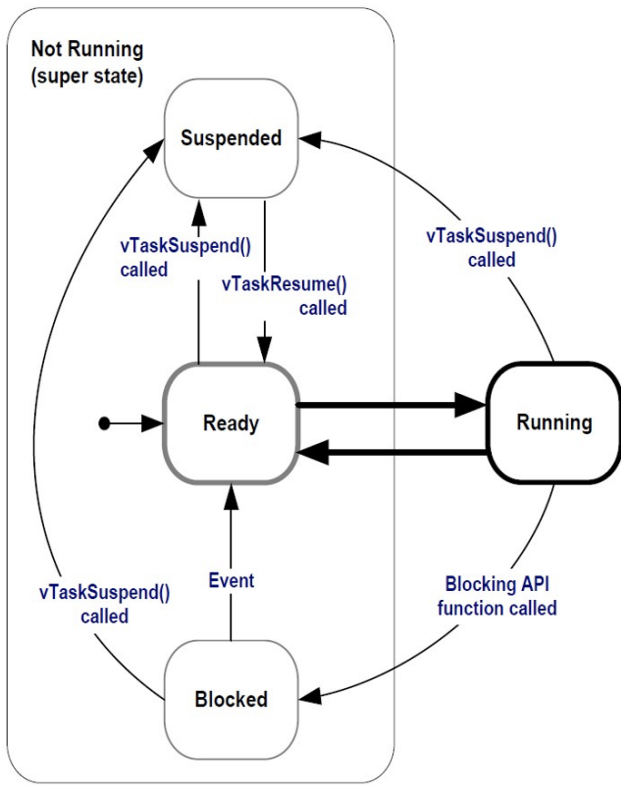 Not Running
(super state)
Suspended
vTaskSuspend()
called
vTaskSuspend()
called
vTaskResume()
called
Ready
Running
Event
vTaskSuspend()
called
Blocking API
function called
Blocked